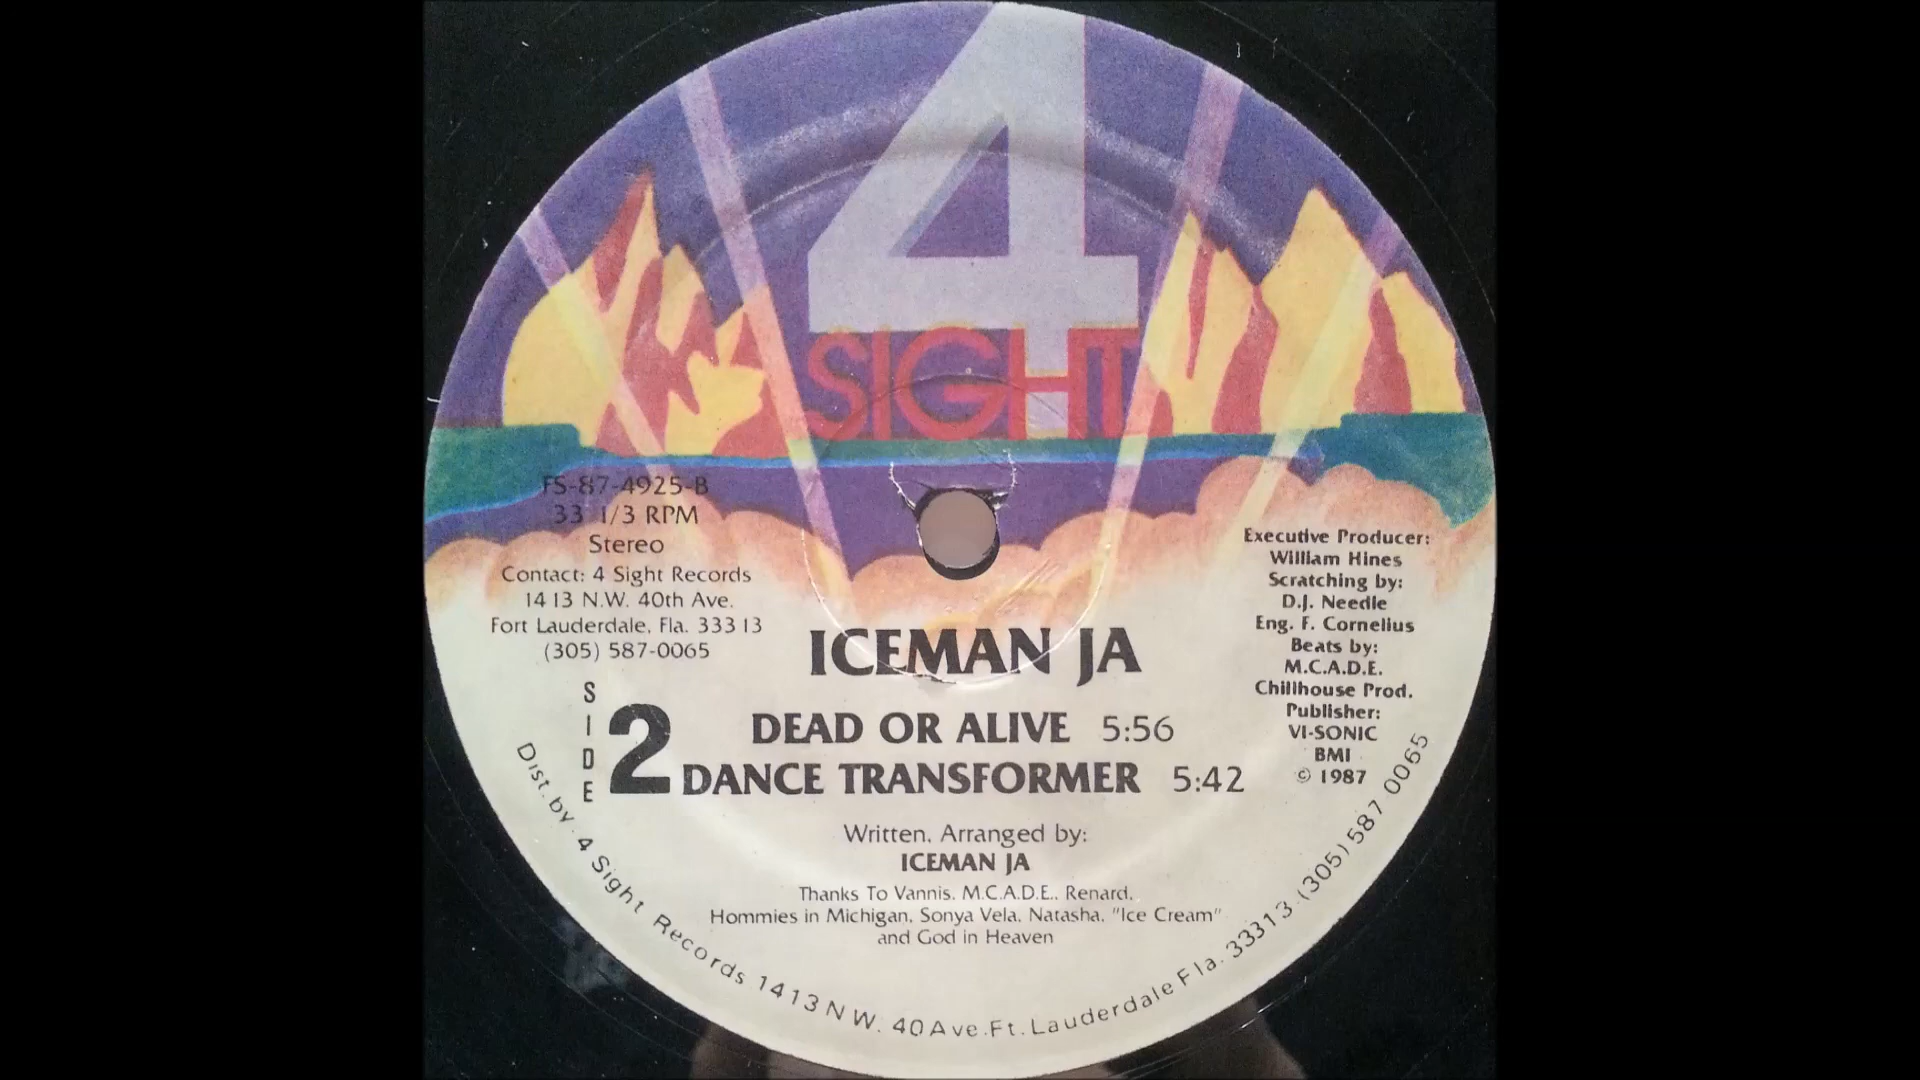 4
SIGHT
FS-87-4925-B
33 1/3 RPM
Stereo
Contact: 4 Sight Records
1413 N.W. 40th Ave.
Fort Lauderdale, Fla. 33313
(305) 587-0065
Executive Producer:
William Hines
Scratching by:
D.J. Needle
Eng. F. Cornelius
Beats by:
M.C.A.D.E.
Chillhouse Prod.
Publisher:
VI-SONIC
BMI
© 1987
ICEMAN JA
SIDE 2
DEAD OR ALIVE 5:56
DANCE TRANSFORMER 5:42
Written, Arranged by:
ICEMAN JA
Thanks To Vannis, M.C.A.D.E., Renard,
Hommies in Michigan, Sonya Vela, Natasha, "Ice Cream"
and God in Heaven
Dist. by 4 Sight Records 1413 N W. 40 Ave. Ft. Lauderdale Fla. 33313 (305) 587 0065